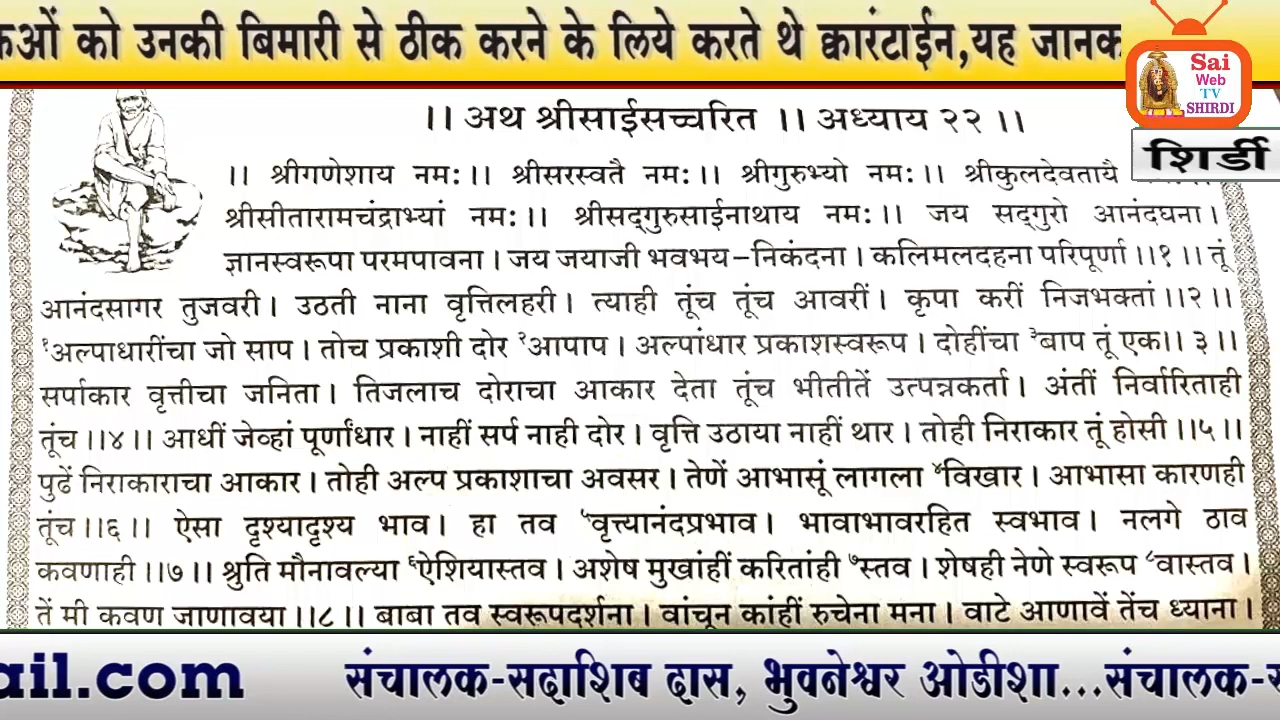 कओं को उनकी बिमारी से ठीक करने के लिये करते थे क्वारंटाईन,यह जानक
Sai
Web
TV
SHIRDI
शिर्डी
।। अथ श्रीसाईसच्चरित ।। अध्याय २२ ।।
।। श्रीगणेशाय नमः।। श्रीसरस्वतै नमः।। श्रीगुरुभ्यो नमः।। श्रीकुलदेवतायै
श्रीसीतारामचंद्राभ्यां नमः।। श्रीसद्गुरुसाईनाथाय नमः।। जय सद्गुरो आनंदघना।
ज्ञानस्वरूपा परमपावना। जय जयाजी भवभय-निकंदना। कलिमलदहना परिपूर्णा।।१।। तूं
आनंदसागर तुजवरी। उठती नाना वृत्तिलहरी। त्याही तूंच तूंच आवरीं। कृपा करीं निजभक्तां।।२।।
१अल्पाधारींचा जो साप। तोच प्रकाशी दोर २आपाप। अल्पांधार प्रकाशस्वरूप। दोहींचा ३बाप तूं एक।। ३।।
सर्पाकार वृत्तीचा जनिता। तिजलाच दोराचा आकार देता तूंच भीतीतें उत्पन्नकर्ता। अंतीं निर्वारिताही
तूंच।।४।। आधीं जेव्हां पूर्णांधार। नाहीं सर्प नाही दोर। वृत्ति उठाया नाहीं थार। तोही निराकार तूं होसी।।५।।
पुढें निराकाराचा आकार। तोही अल्प प्रकाशाचा अवसर। तेणें आभासूं लागला ४विखार। आभासा कारणही
तूंच।।६।। ऐसा दृश्यादृश्य भाव। हा तव ५वृत्त्यानंदप्रभाव। भावाभावरहित स्वभाव। नलगे ठाव
कवणाही।।७।। श्रुति मौनावल्या ६ऐशियास्तव। अशेष मुखांहीं करितांही ७स्तव। शेषही नेणे स्वरूप ८वास्तव।
तें मी कवण जाणावया।।८।। बाबा तव स्वरूपदर्शना। वांचून कांहीं रुचेना मना। वाटे आणावें तेंच ध्याना।
ail.com संचालक-सदाशिब दास, भुवनेश्वर ओडीशा...संचालक-